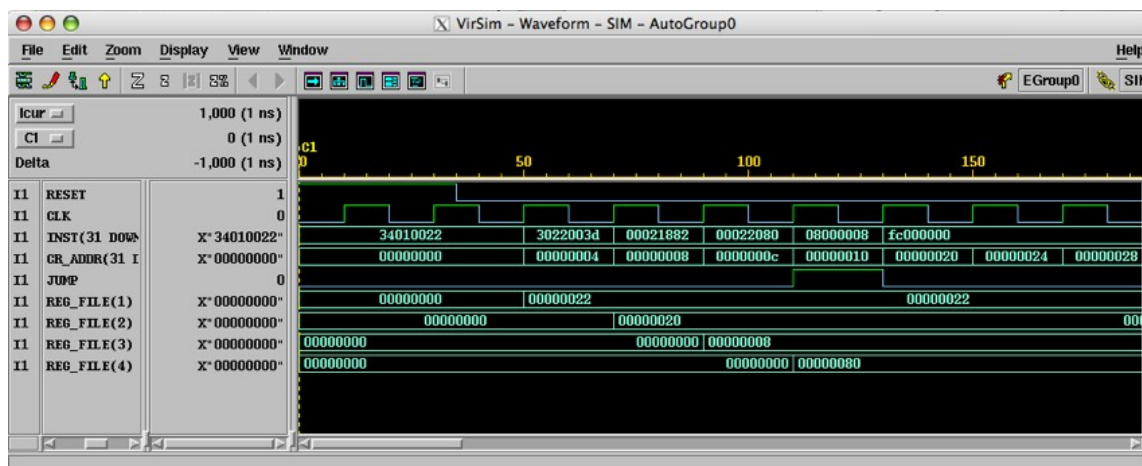 VirSim - Waveform - SIM - AutoGroup0
File Edit Zoom Display View Window Help
EGroup0 SIM
Icur 1,000 (1 ns)
C1 0 (1 ns)
Delta -1,000 (1 ns)
C1
0 50 100 150
I1 RESET 1
I1 CLK 0
I1 INST(31 DOWN X"34010022" 34010022 3022003d 00021882 00022080 08000008 fc000000
I1 CR_ADDR(31 I X"00000000" 00000000 00000004 00000008 0000000c 00000010 00000020 00000024 00000028
I1 JUMP 0
I1 REG_FILE(1) X"00000000" 00000000 00000022 00000022
I1 REG_FILE(2) X"00000000" 00000000 00000020 00
I1 REG_FILE(3) X"00000000" 00000000 00000000 00000008
I1 REG_FILE(4) X"00000000" 00000000 00000000 00000080